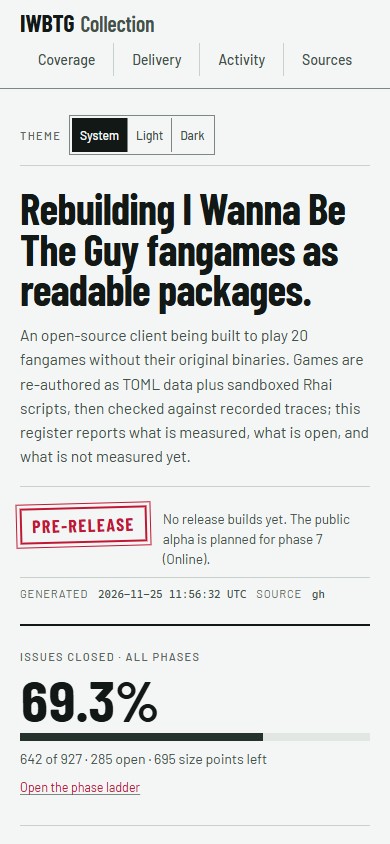 IWBTG Collection
Coverage Delivery Activity Sources
THEME System Light Dark
Rebuilding I Wanna Be
The Guy fangames as
readable packages.
An open-source client being built to play 20
fangames without their original binaries. Games are
re-authored as TOML data plus sandboxed Rhai
scripts, then checked against recorded traces; this
register reports what is measured, what is open, and
what is not measured yet.
PRE-RELEASE
No release builds yet. The public
alpha is planned for phase 7
(Online).
GENERATED 2026-11-25 11:56:32 UTC SOURCE gh
ISSUES CLOSED · ALL PHASES
69.3%
642 of 927 · 285 open · 695 size points left
Open the phase ladder